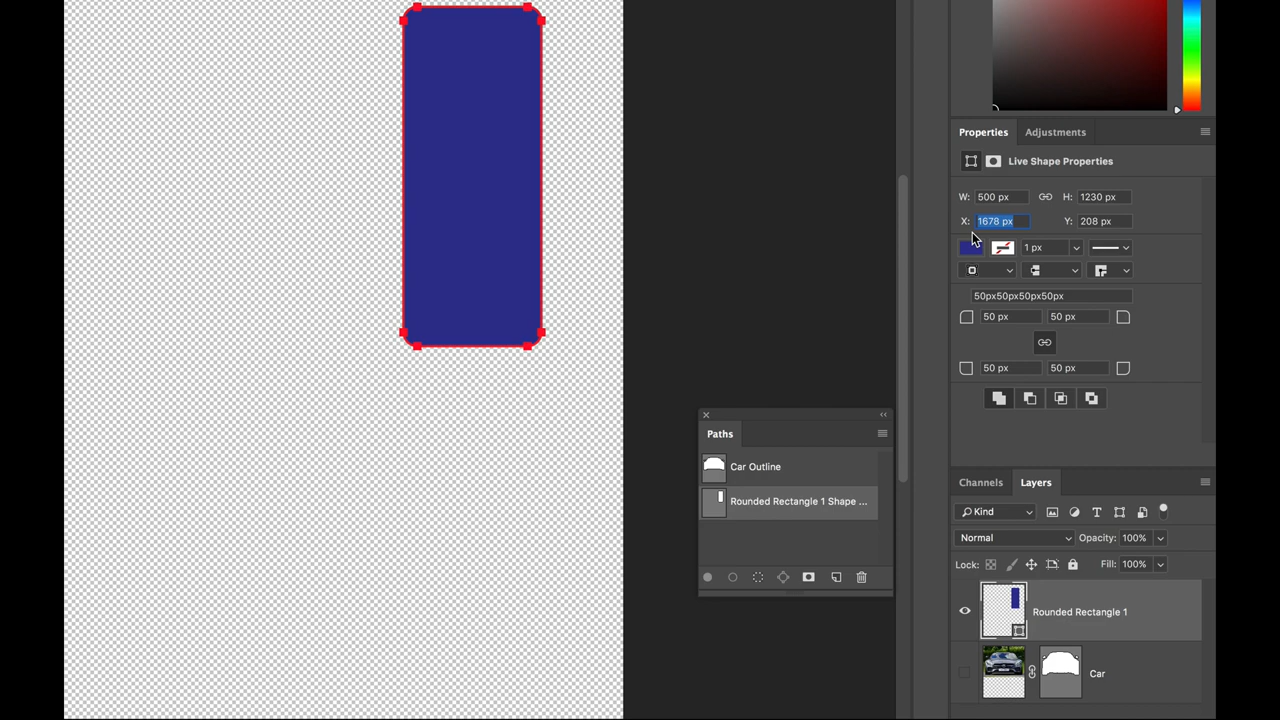 Properties Adjustments
Live Shape Properties
W: 500 px H: 1230 px
X: 1678 px Y: 208 px
1 px
50px50px50px50px
50 px 50 px
50 px 50 px
Paths
Car Outline
Rounded Rectangle 1 Shape ...
Channels Layers
Kind
Normal Opacity: 100%
Lock: Fill: 100%
Rounded Rectangle 1
Car